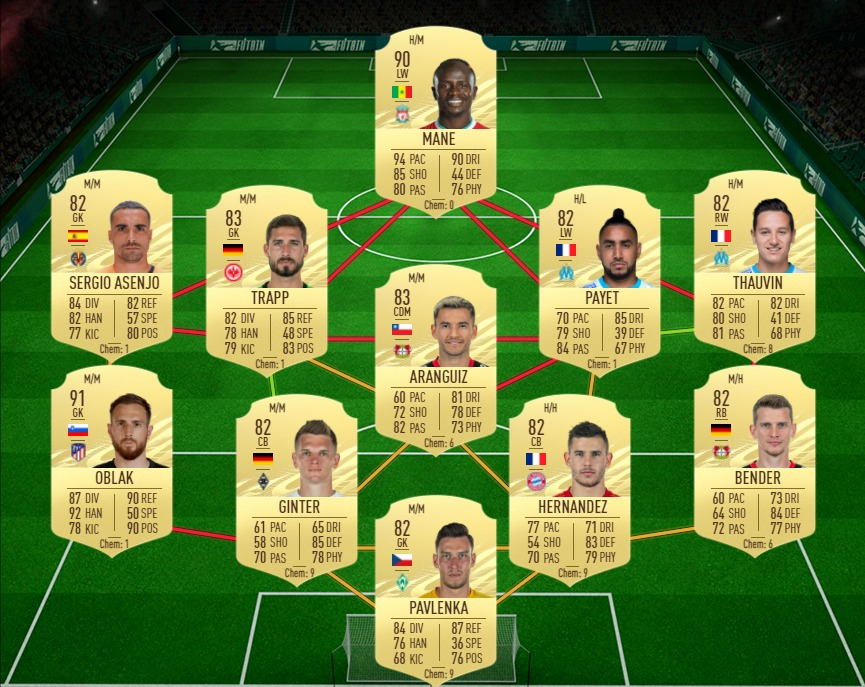 FUTBIN
FUTBIN
FUTBIN
FUTBIN
H/M
90
LW
MANE
94 PAC 90 DRI
85 SHO 44 DEF
80 PAS 76 PHY
Chem: 0
M/M
82
GK
SERGIO ASENJO
84 DIV 82 REF
82 HAN 57 SPE
77 KIC 80 POS
Chem: 1
M/M
83
GK
TRAPP
82 DIV 85 REF
78 HAN 48 SPE
79 KIC 83 POS
Chem: 1
H/L
82
LW
PAYET
70 PAC 85 DRI
79 SHO 39 DEF
84 PAS 67 PHY
Chem: 1
H/M
82
RW
THAUVIN
82 PAC 82 DRI
80 SHO 41 DEF
81 PAS 68 PHY
Chem: 8
M/M
83
CDM
ARANGUIZ
60 PAC 81 DRI
72 SHO 78 DEF
82 PAS 73 PHY
Chem: 6
M/M
91
GK
OBLAK
87 DIV 90 REF
92 HAN 50 SPE
78 KIC 90 POS
Chem: 1
M/M
82
CB
GINTER
61 PAC 65 DRI
58 SHO 85 DEF
70 PAS 78 PHY
Chem: 9
H/H
82
CB
HERNANDEZ
77 PAC 71 DRI
54 SHO 83 DEF
70 PAS 79 PHY
Chem: 9
M/H
82
RB
BENDER
60 PAC 73 DRI
64 SHO 84 DEF
72 PAS 77 PHY
Chem: 6
M/M
82
GK
PAVLENKA
84 DIV 87 REF
76 HAN 36 SPE
68 KIC 76 POS
Chem: 9